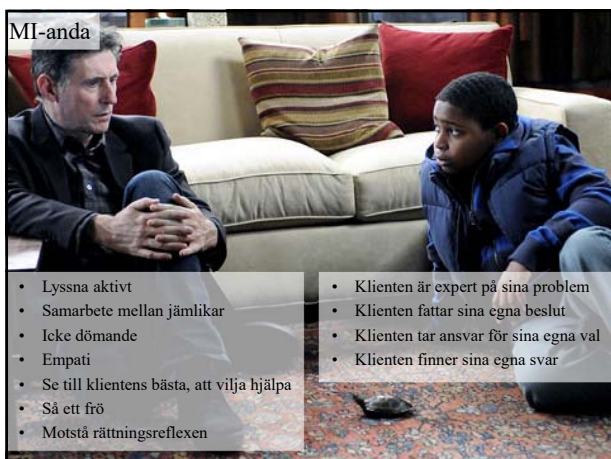 MI-anda
• Lyssna aktivt
• Samarbete mellan jämlikar
• Icke dömande
• Empati
• Se till klientens bästa, att vilja hjälpa
• Så ett frö
• Motstå rättningsreflexen
• Klienten är expert på sina problem
• Klienten fattar sina egna beslut
• Klienten tar ansvar för sina egna val
• Klienten finner sina egna svar